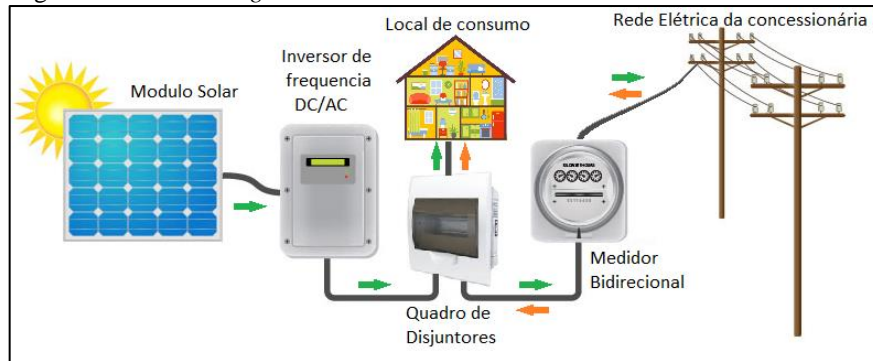 Local de consumo
Rede Elétrica da concessionária
Inversor de
frequencia
DC/AC
Modulo Solar
Medidor
Bidirecional
Quadro de
Disjuntores